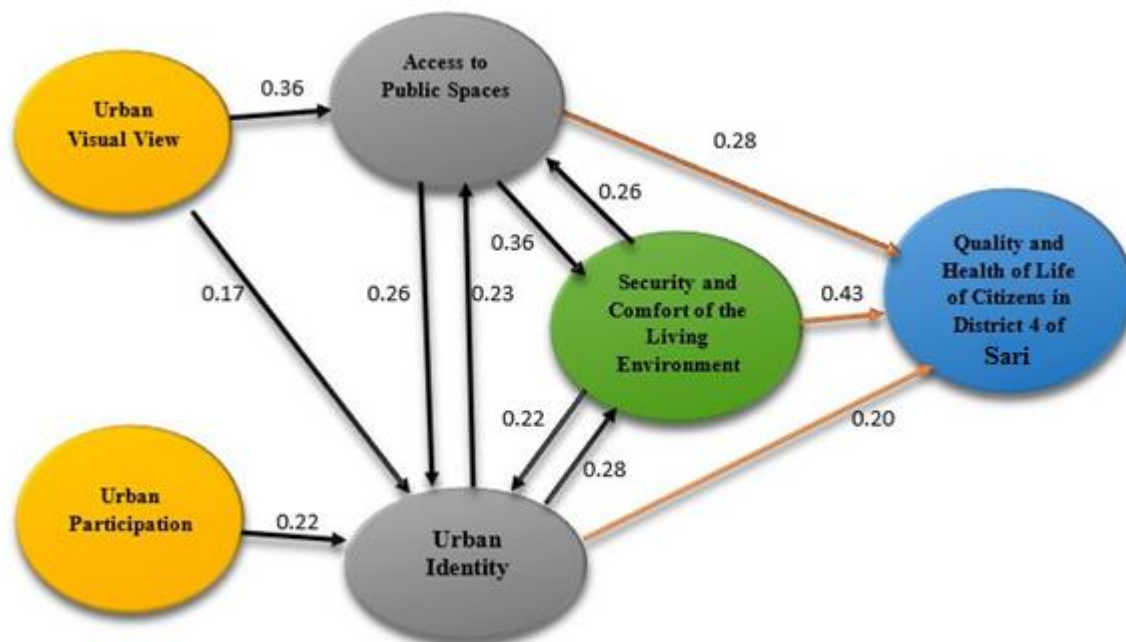 Access to
Public Spaces
Urban
Visual View
0.36
0.28
0.26
0.36
Quality and
Health of Life
of Citizens in
District 4 of
Sari
Security and
Comfort of the
Living
Environment
0.17
0.26
0.23
0.43
0.22
0.20
0.28
Urban
Participation
0.22
Urban
Identity